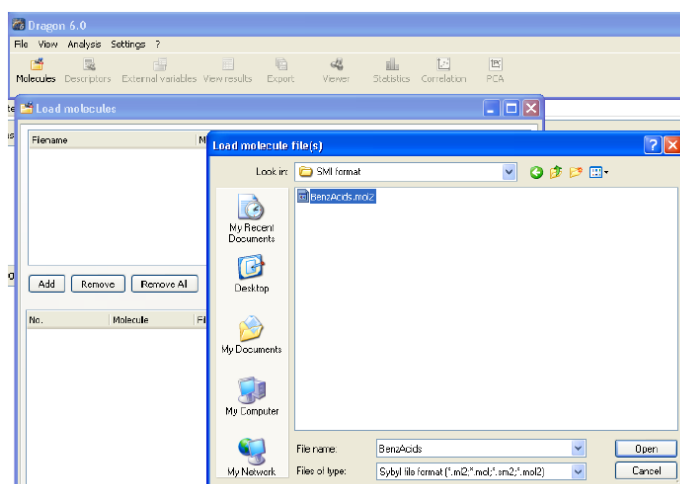 Dragon 6.0
File View Analysis Settings ?
Molecules Descriptors External variables View results Export Viewer Statistics Correlation PCA
Load molecules
Filename
Load molecule file(s)
Look in: SMI format
BenzAcids.mol2
My Recent Documents
Desktop
My Documents
My Computer
My Network
Add Remove Remove All
No. Molecule Fil
File name: BenzAcids Open
Files of type: Sybyl file format (*.ml2;*.mol;*.sm2;*.mol2) Cancel